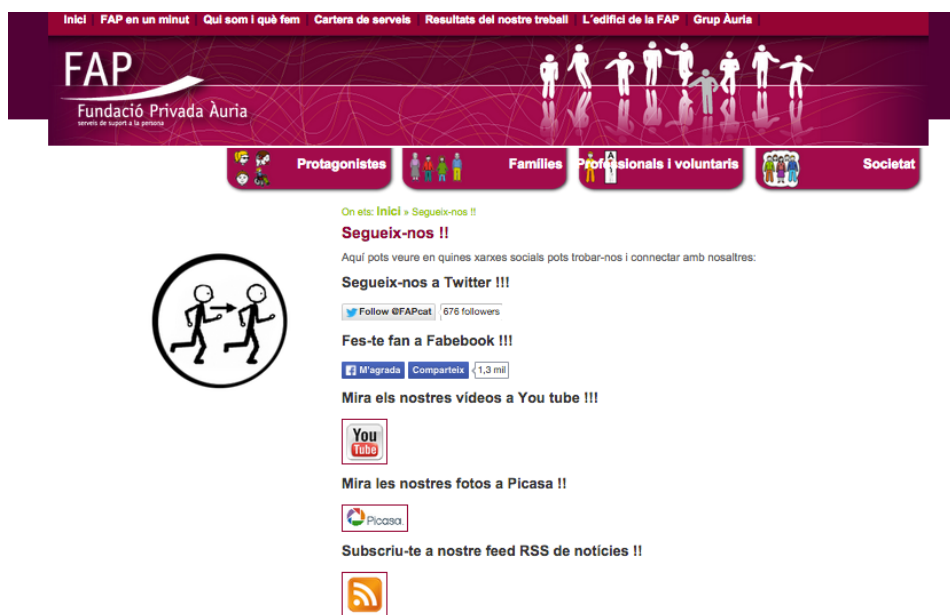 Inici FAP en un minut Qui som i què fem Cartera de serveis Resultats del nostre treball L´edifici de la FAP Grup Àuria
FAP
Fundació Privada Àuria
serveis de suport a la persona
Protagonistes Famílies Professionals i voluntaris Societat
On ets: Inici » Segueix-nos !!
Segueix-nos !!
Aquí pots veure en quines xarxes socials pots trobar-nos i connectar amb nosaltres:
Segueix-nos a Twitter !!!
Follow @FAPcat 676 followers
Fes-te fan a Fabebook !!!
M'agrada Comparteix 1,3 mil
Mira els nostres vídeos a You tube !!!
You
Tube
Mira les nostres fotos a Picasa !!
Picasa.
Subscriu-te a nostre feed RSS de notícies !!